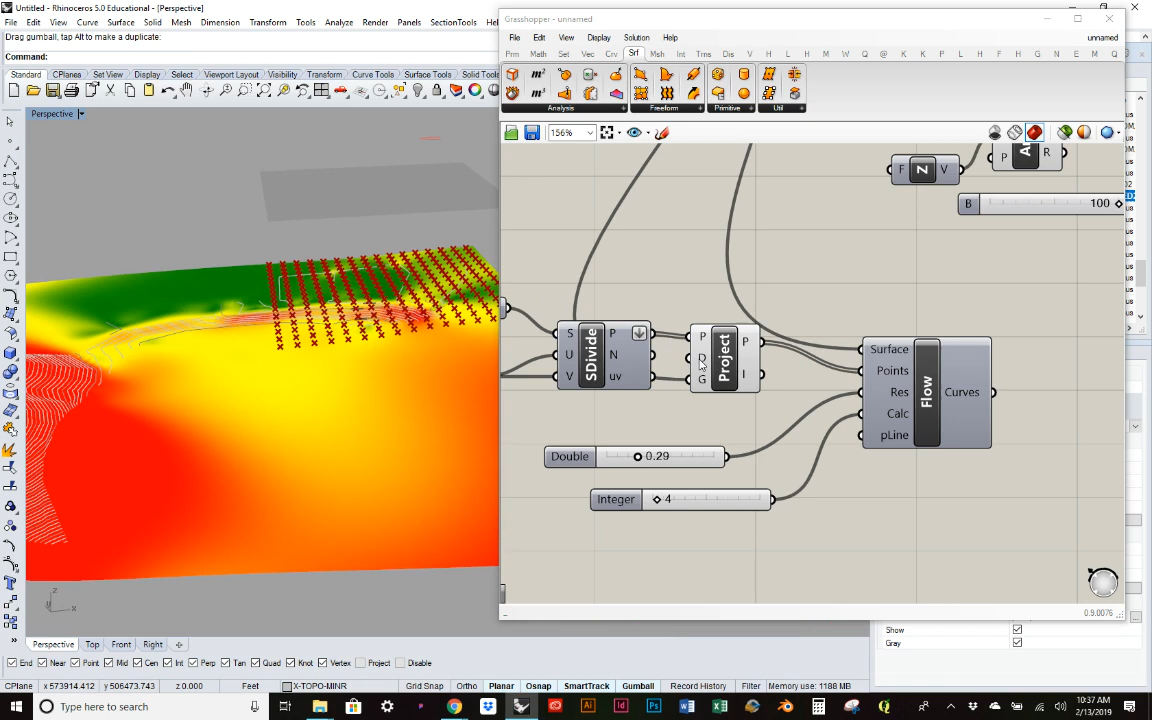 Untitled - Rhinoceros 5.0 Educational - [Perspective]
File Edit View Curve Surface Solid Mesh Dimension Transform Tools Analyze Render Panels SectionTools
Drag gumball, tap Alt to make a duplicate:
Command:
Standard CPlanes Set View Display Select Viewport Layout Visibility Transform Curve Tools Surface Tools Solid Tools
Perspective
Grasshopper - unnamed
File Edit View Display Solution Help unnamed
Prm Math Set Vec Crv Srf Msh Int Trns Dis V H L H M W Q @ K K P L H G N E M Q
m²
m³
Analysis Freeform Primitive Util
156%
F Z V
P R
B 100
S U V SDivide P N uv
P D G Project P I
Surface Points Res Calc pLine Flow Curves
Double 0.29
Integer 4
0.9.0076
z x
Perspective Top Front Right
Show
Gray
End Near Point Mid Cen Int Perp Tan Quad Knot Vertex Project Disable
CPlane x 573914.412 y 506473.743 z 0.000 Feet X-TOPO-MINR Grid Snap Ortho Planar Osnap SmartTrack Gumball Record History Filter Memory use: 1188 MB
Type here to search
10:37 AM
2/13/2019